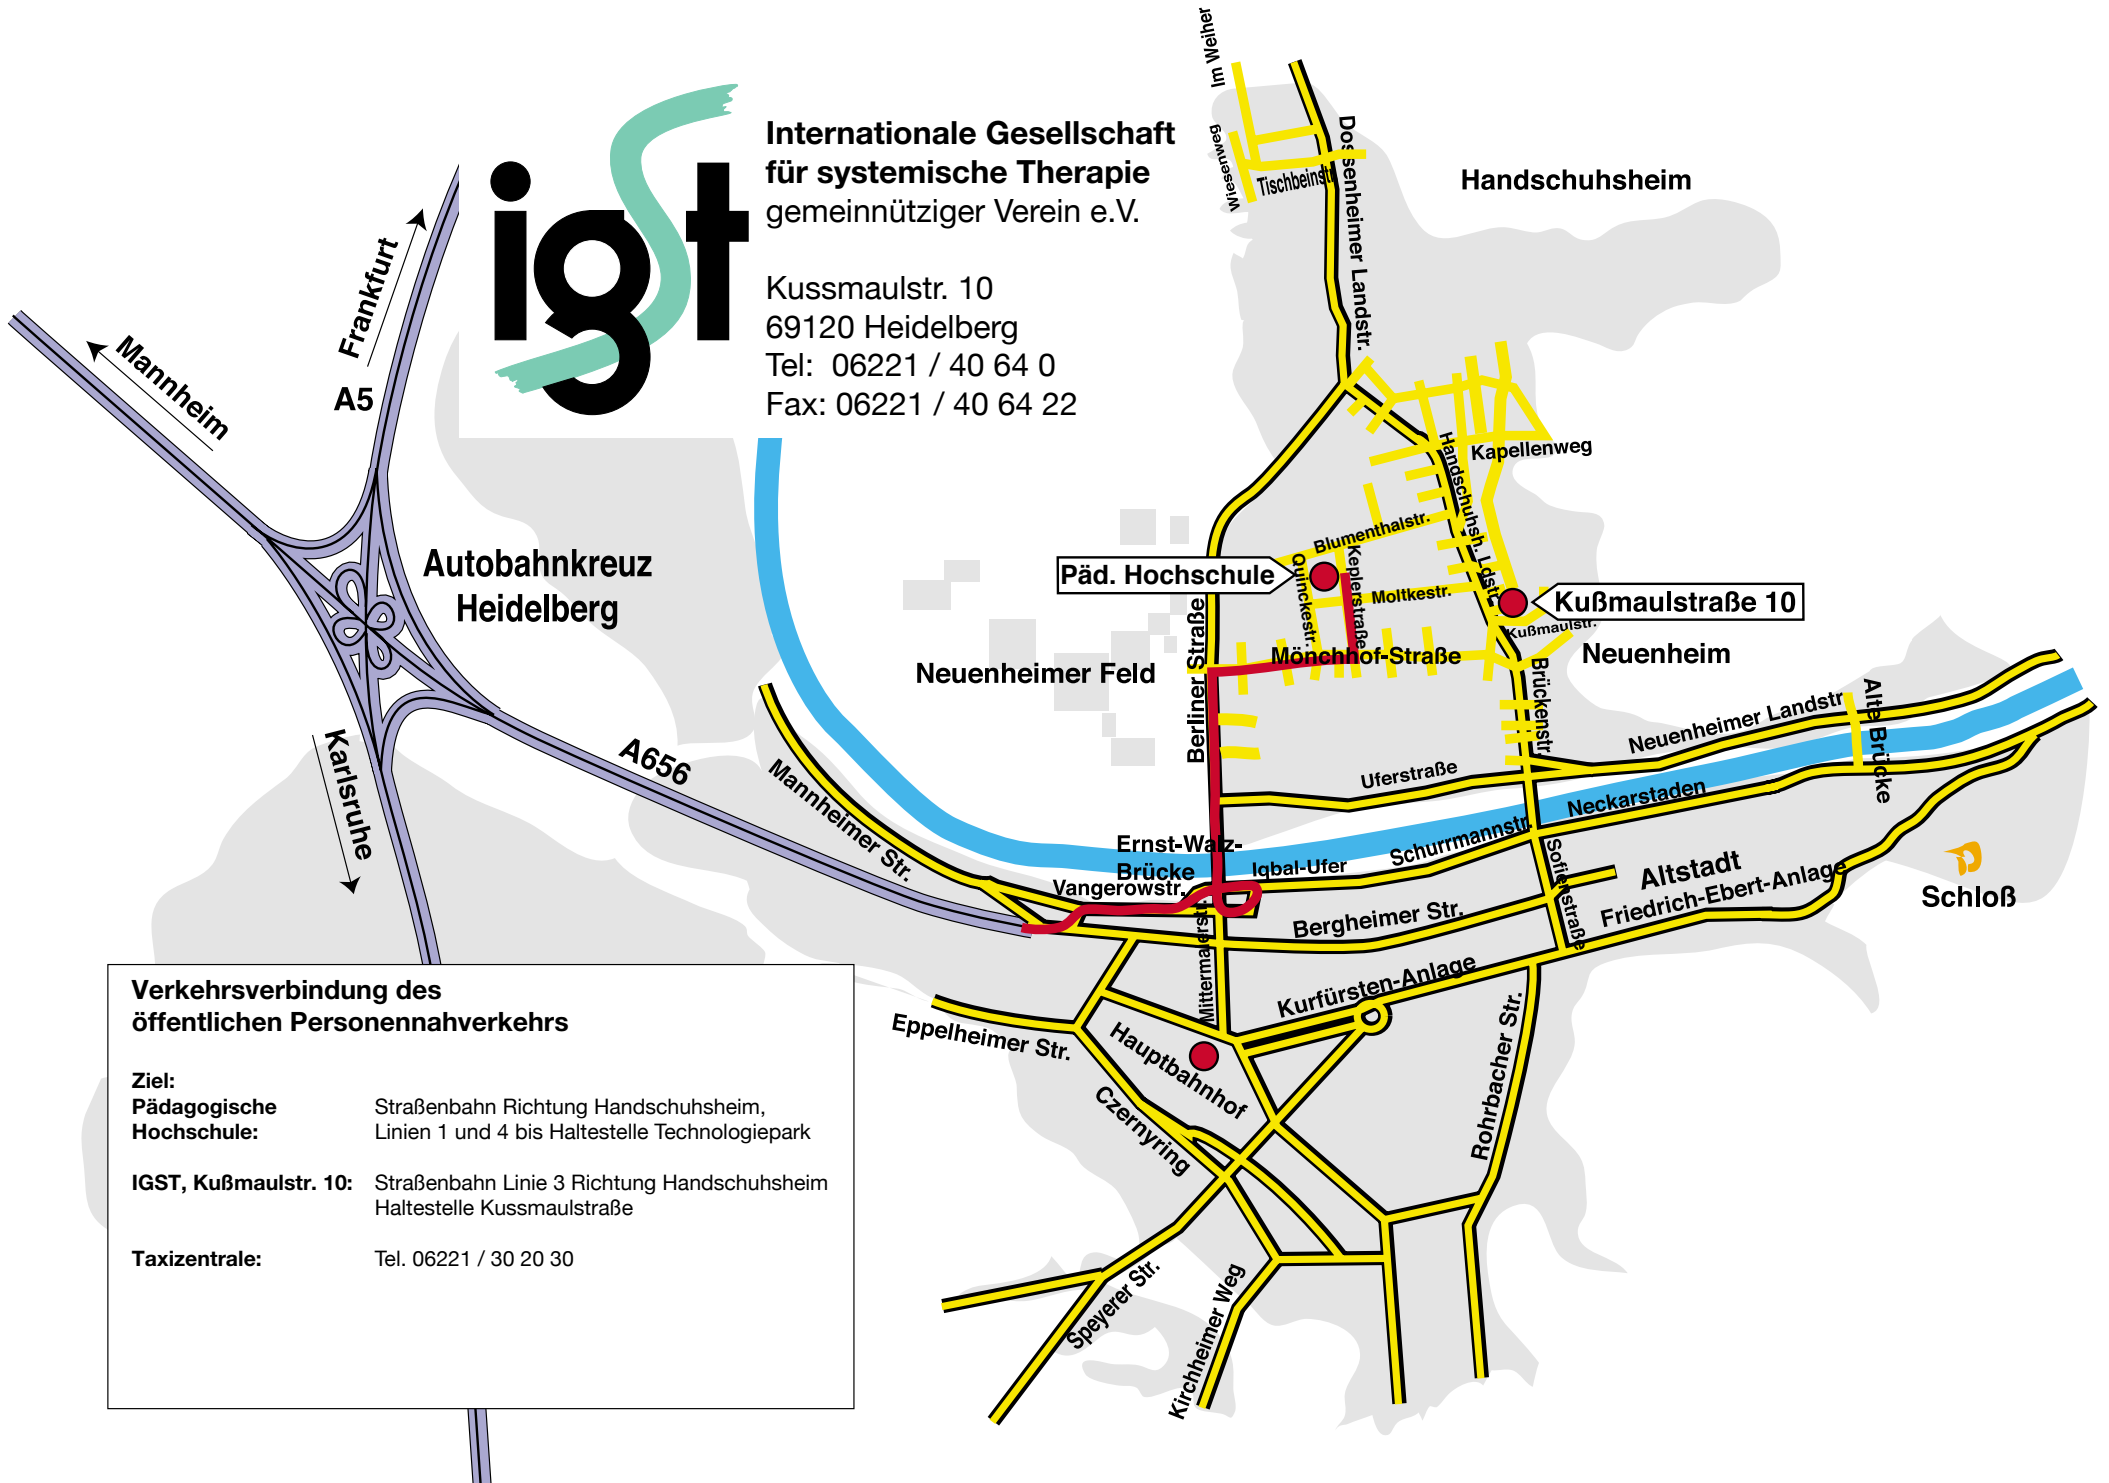 igst
Internationale Gesellschaft
für systemische Therapie
gemeinnütziger Verein e.V.
Kussmaulstr. 10
69120 Heidelberg
Tel: 06221 / 40 64 0
Fax: 06221 / 40 64 22
Im Weiher
Wiesenweg
Tischbeinstr.
Dossenheimer Landstr.
Handschuhsheim
Mannheim
Frankfurt
A5
Autobahnkreuz
Heidelberg
Karlsruhe
A656
Kapellenweg
Handschuhsh. Ldstr.
Blumenthalstr.
Päd. Hochschule
Quinckestr.
Keplerstraße
Moltkestr.
Kußmaulstraße 10
Kußmaulstr.
Neuenheim
Mönchhof-Straße
Neuenheimer Feld
Berliner Straße
Brückenstr.
Neuenheimer Landstr.
Alte Brücke
Uferstraße
Neckarstaden
Mannheimer Str.
Ernst-Walz-
Brücke
Schurrmannstr.
Iqbal-Ufer
Vangerowstr.
Sofienstraße
Altstadt
Friedrich-Ebert-Anlage
Schloß
Bergheimer Str.
Mittermaierstr.
Kurfürsten-Anlage
Eppelheimer Str.
Hauptbahnhof
Czernyring
Rohrbacher Str.
Speyerer Str.
Kirchheimer Weg
Verkehrsverbindung des
öffentlichen Personennahverkehrs
Ziel:
Pädagogische Straßenbahn Richtung Handschuhsheim,
Hochschule: Linien 1 und 4 bis Haltestelle Technologiepark
IGST, Kußmaulstr. 10: Straßenbahn Linie 3 Richtung Handschuhsheim
Haltestelle Kussmaulstraße
Taxizentrale: Tel. 06221 / 30 20 30